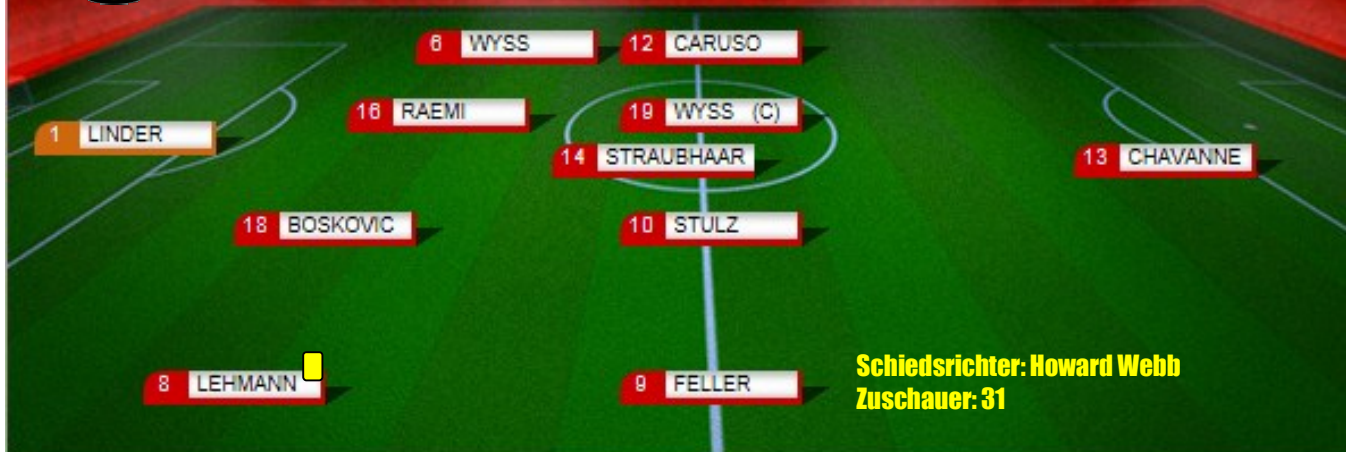 6 WYSS
12 CARUSO
16 RAEMI
19 WYSS (C)
1 LINDER
14 STRAUBHAAR
13 CHAVANNE
18 BOSKOVIC
10 STULZ
8 LEHMANN
9 FELLER
Schiedsrichter: Howard Webb
Zuschauer: 31